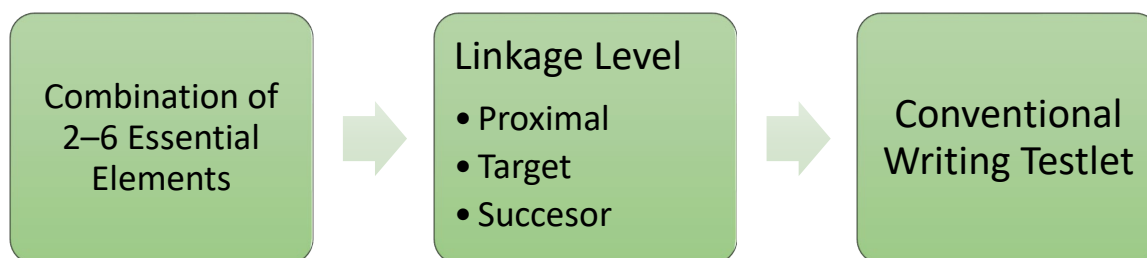 Combination of
2–6 Essential
Elements
Linkage Level
• Proximal
• Target
• Succesor
Conventional
Writing Testlet